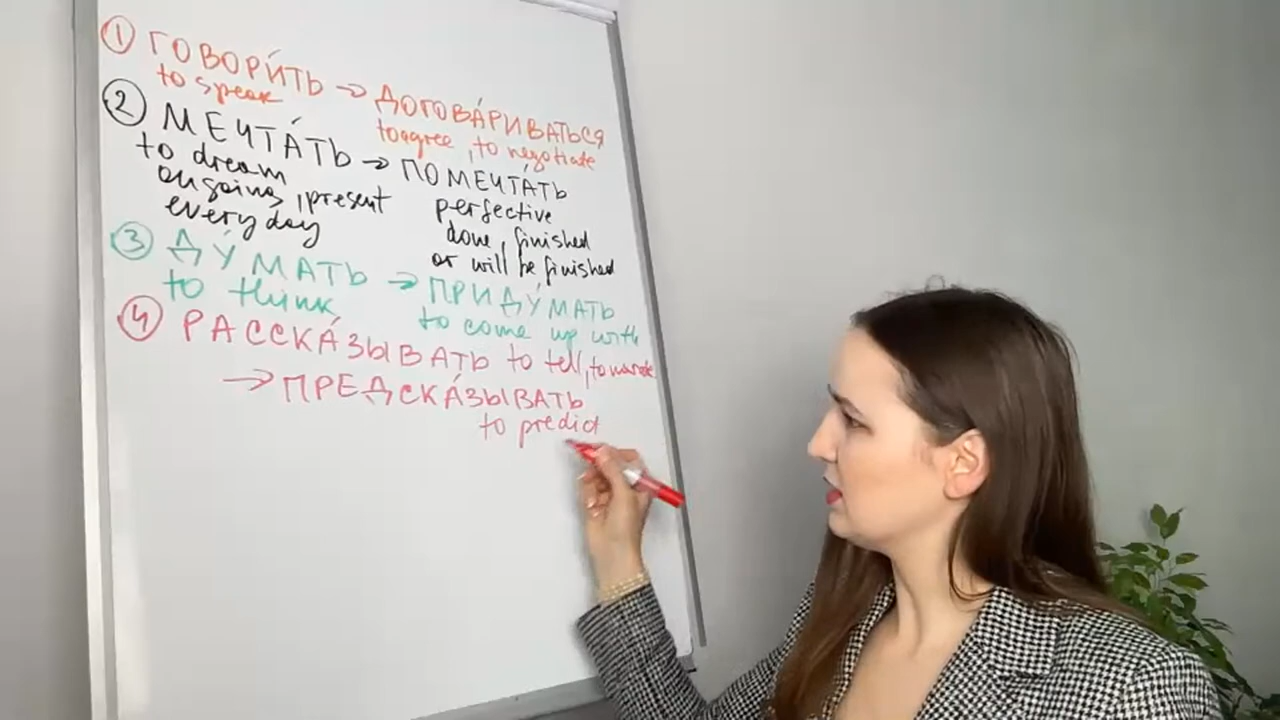 ① ГОВОРИ́ТЬ → ДОГОВА́РИВАТЬСЯ
to speak
to agree, to negotiate
② МЕЧТА́ТЬ → ПОМЕЧТА́ТЬ
to dream
ongoing, present
every day
perfective
done, finished
or will be finished
③ ДУ́МАТЬ → ПРИДУ́МАТЬ
to think
to come up with
④ РАССКА́ЗЫВАТЬ to tell, to narrate
→ ПРЕДСКА́ЗЫВАТЬ
to predict